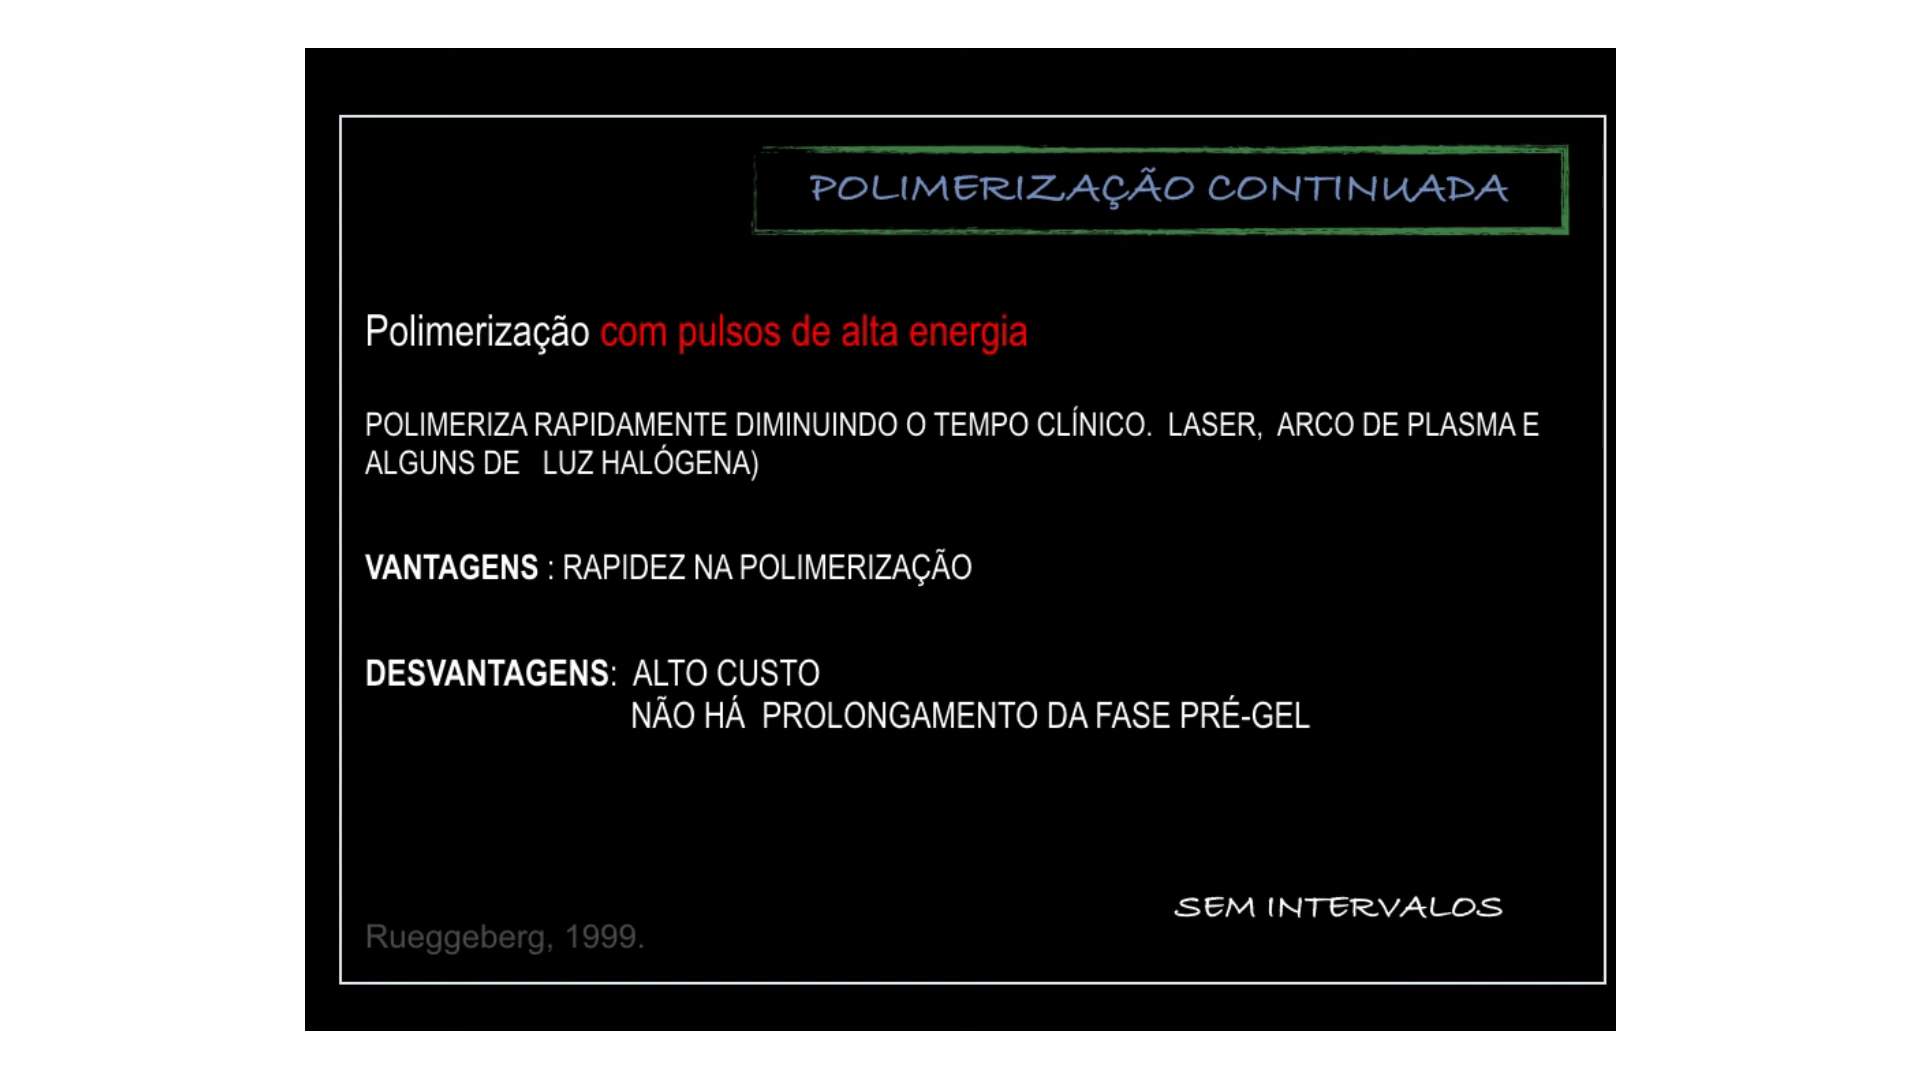 POLIMERIZAÇÃO CONTINUADA
Polimerização com pulsos de alta energia
POLIMERIZA RAPIDAMENTE DIMINUINDO O TEMPO CLÍNICO. LASER, ARCO DE PLASMA E
ALGUNS DE LUZ HALÓGENA)
VANTAGENS : RAPIDEZ NA POLIMERIZAÇÃO
DESVANTAGENS: ALTO CUSTO
NÃO HÁ PROLONGAMENTO DA FASE PRÉ-GEL
SEM INTERVALOS
Rueggeberg, 1999.